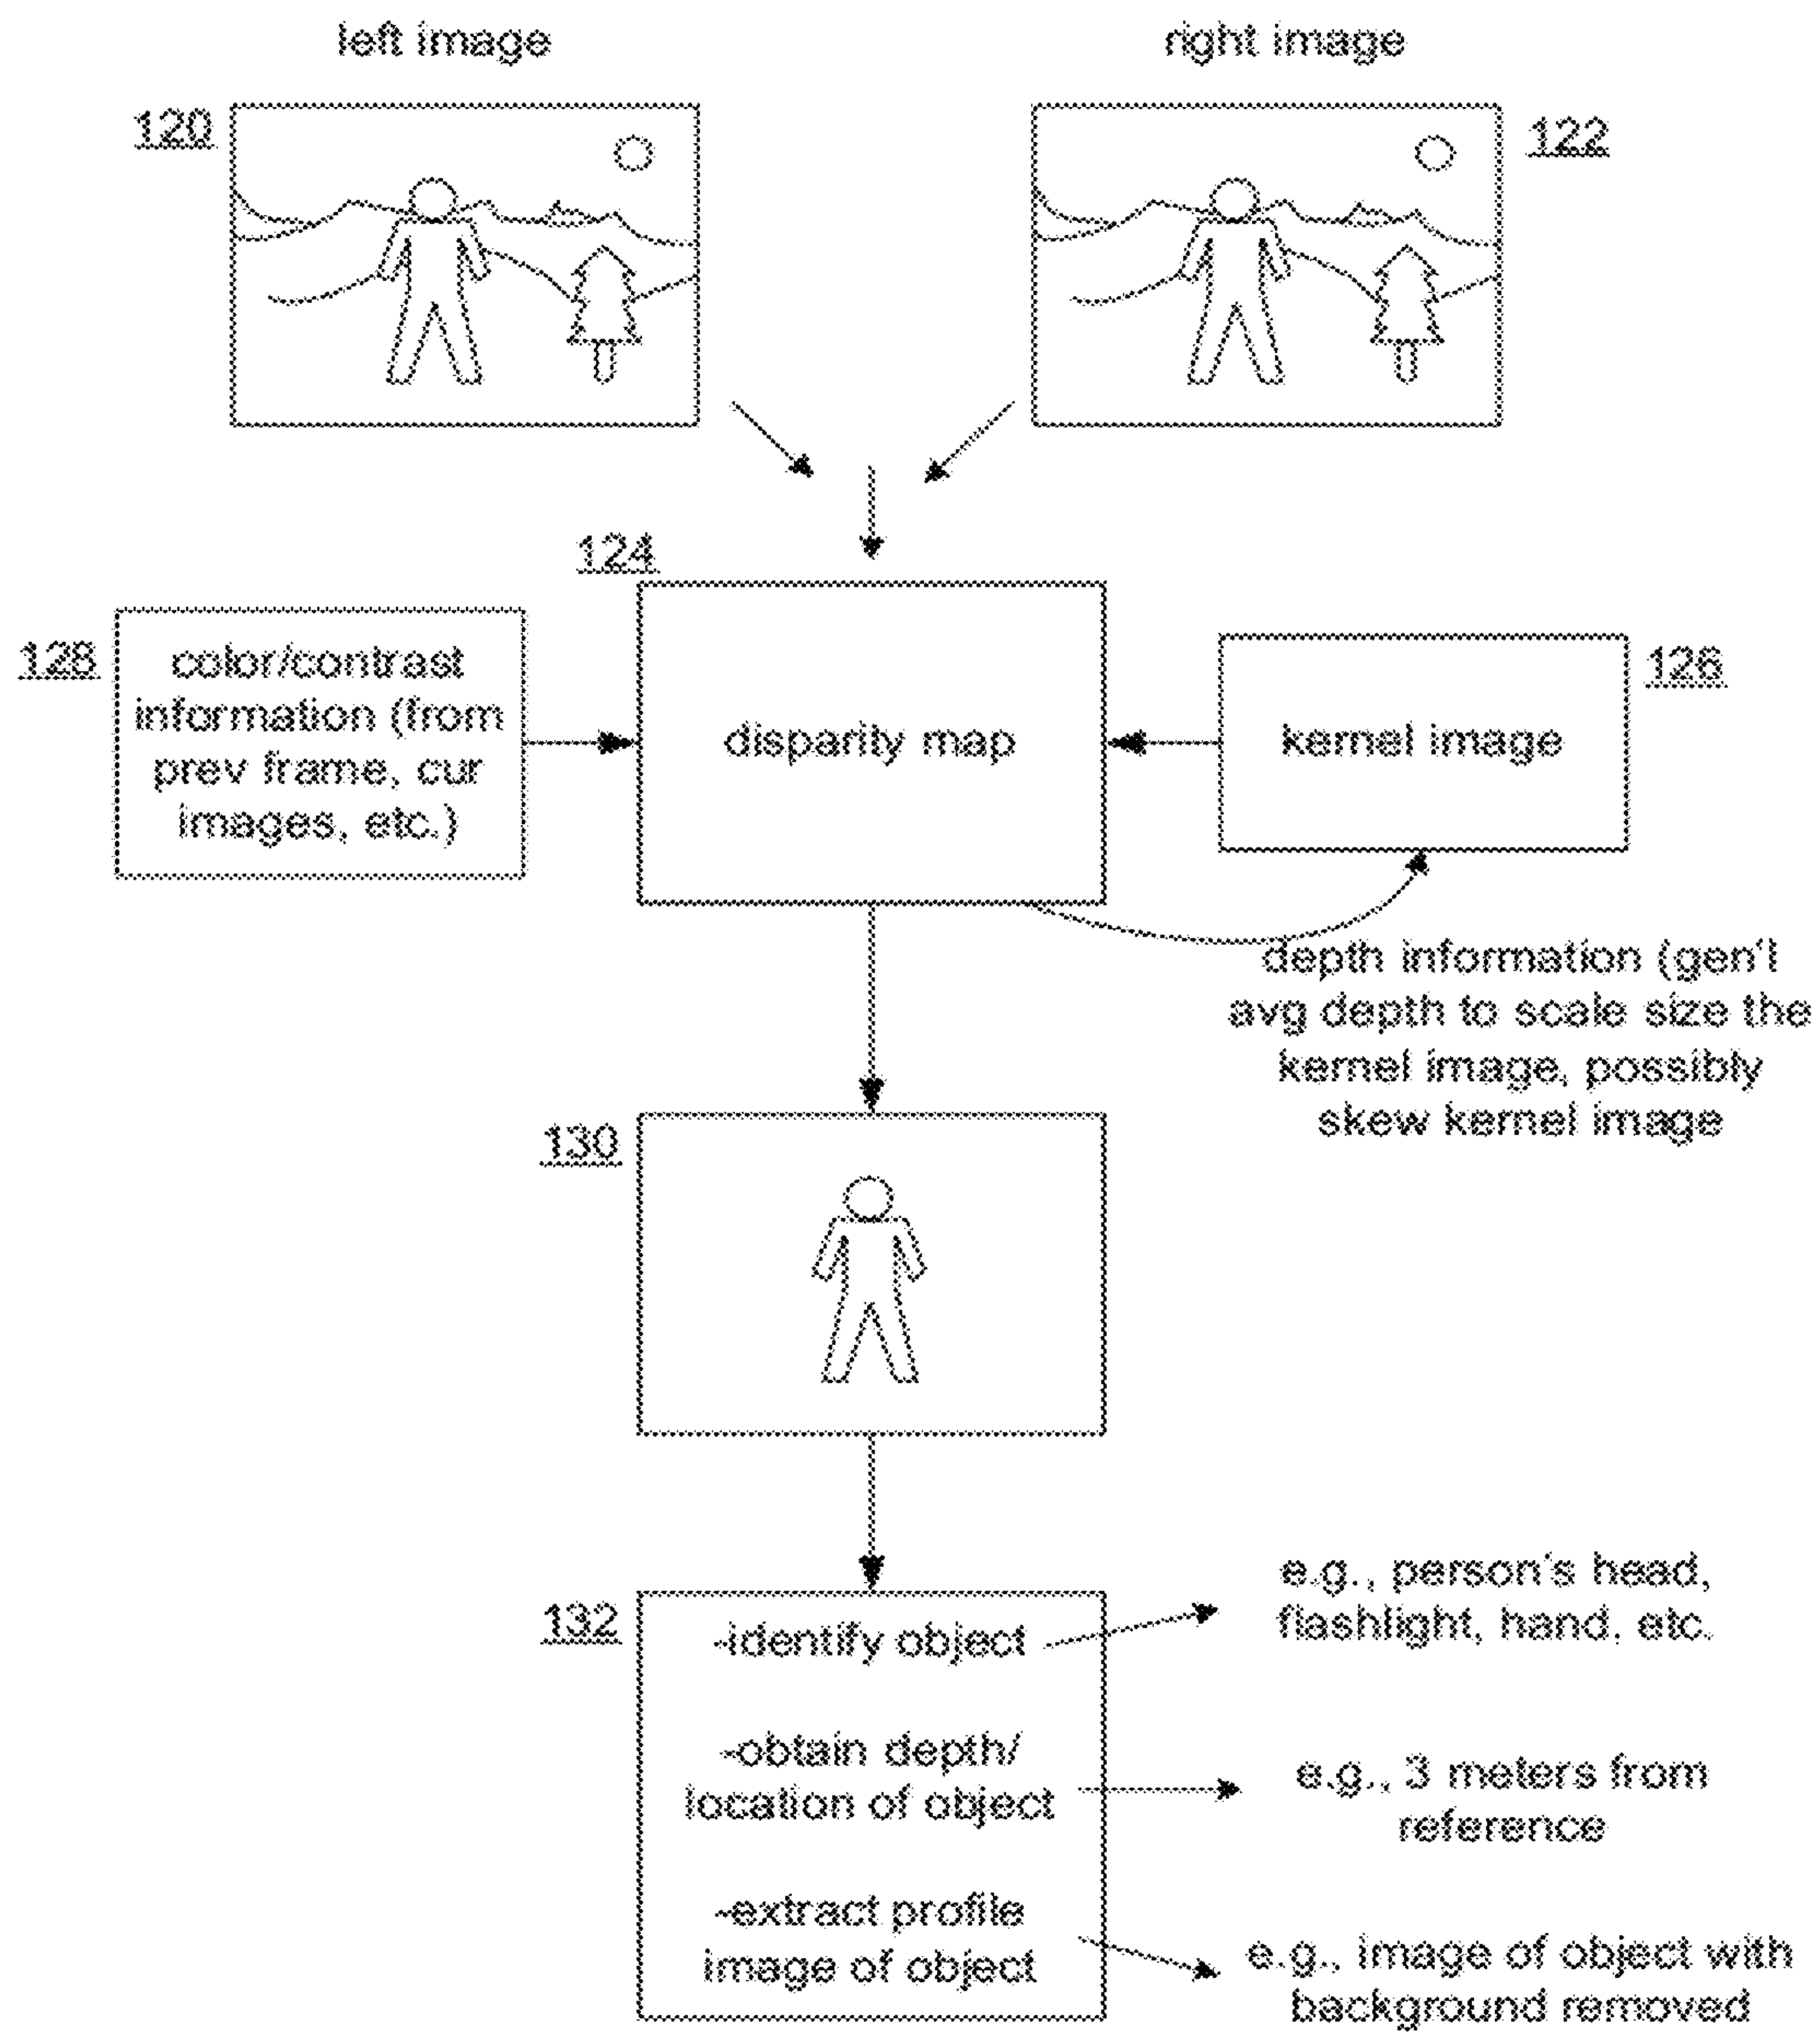 left image
right image
120
122
124
128
color/contrast
information (from
prev frame, cur
images, etc.)
disparity map
kernel image
126
depth information (gen'l
avg depth to scale size the
kernel image, possibly
skew kernel image
130
132
-identify object
e.g., person's head,
flashlight, hand, etc.
-obtain depth/
location of object
e.g., 3 meters from
reference
-extract profile
image of object
e.g., image of object with
background removed